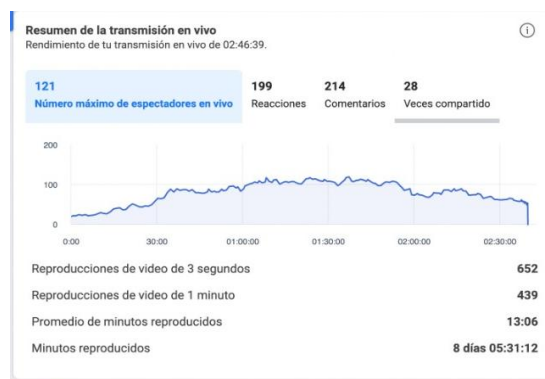 Resumen de la transmisión en vivo
Rendimiento de tu transmisión en vivo de 02:46:39.
121 199 214 28
Número máximo de espectadores en vivo Reacciones Comentarios Veces compartido
200
100
0
0:00 30:00 01:00:00 01:30:00 02:00:00 02:30:00
Reproducciones de video de 3 segundos 652
Reproducciones de video de 1 minuto 439
Promedio de minutos reproducidos 13:06
Minutos reproducidos 8 días 05:31:12